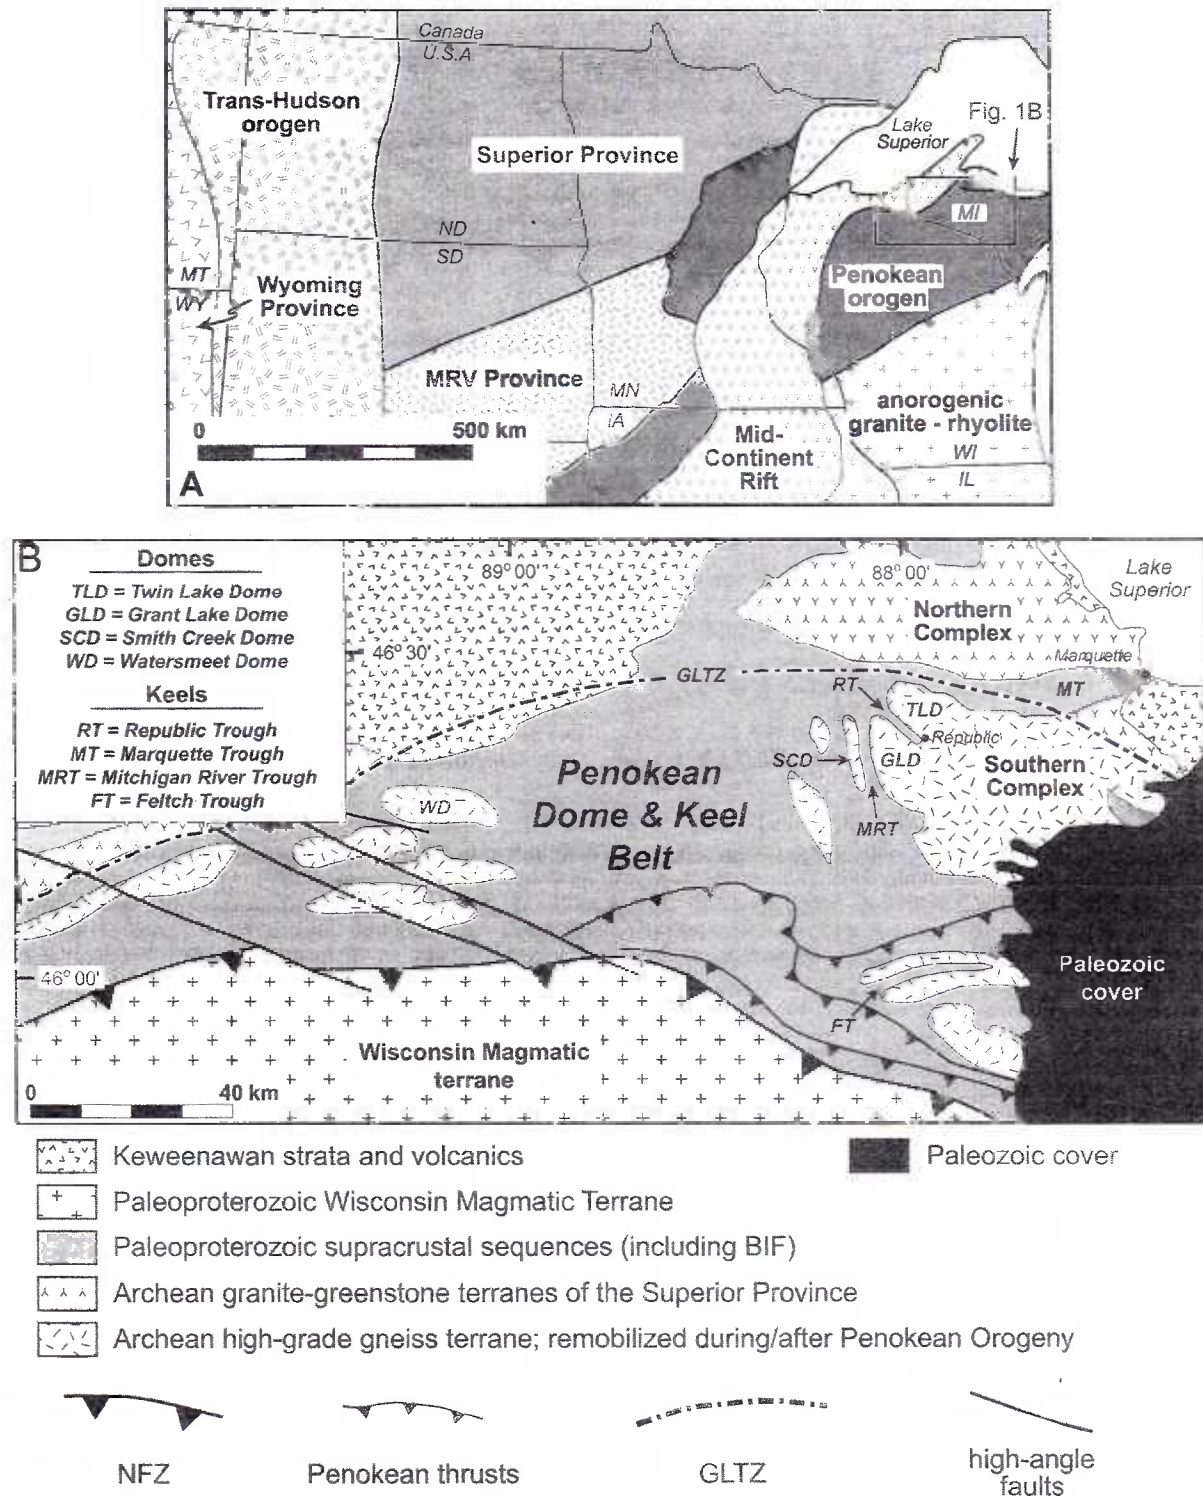 Canada
U.S.A.
Trans-Hudson
orogen
Superior Province
Lake
Superior
Fig. 1B
MI
ND
SD
MT
WY
Wyoming
Province
Penokean
orogen
MRV Province
MN
IA
anorogenic
granite - rhyolite
WI
IL
Mid-
Continent
Rift
0 500 km
A
B
Domes
TLD = Twin Lake Dome
GLD = Grant Lake Dome
SCD = Smith Creek Dome
WD = Watersmeet Dome
Keels
RT = Republic Trough
MT = Marquette Trough
MRT = Mitchigan River Trough
FT = Feltch Trough
89° 00'
88° 00'
Lake
Superior
Northern
Complex
46° 30'
Marquette
GLTZ
RT
MT
TLD
Republic
SCD
GLD
Southern
Complex
Penokean
Dome & Keel
Belt
WD
MRT
46° 00'
Paleozoic
cover
FT
Wisconsin Magmatic
terrane
0 40 km
Keweenawan strata and volcanics
Paleozoic cover
Paleoproterozoic Wisconsin Magmatic Terrane
Paleoproterozoic supracrustal sequences (including BIF)
Archean granite-greenstone terranes of the Superior Province
Archean high-grade gneiss terrane; remobilized during/after Penokean Orogeny
NFZ
Penokean thrusts
GLTZ
high-angle
faults